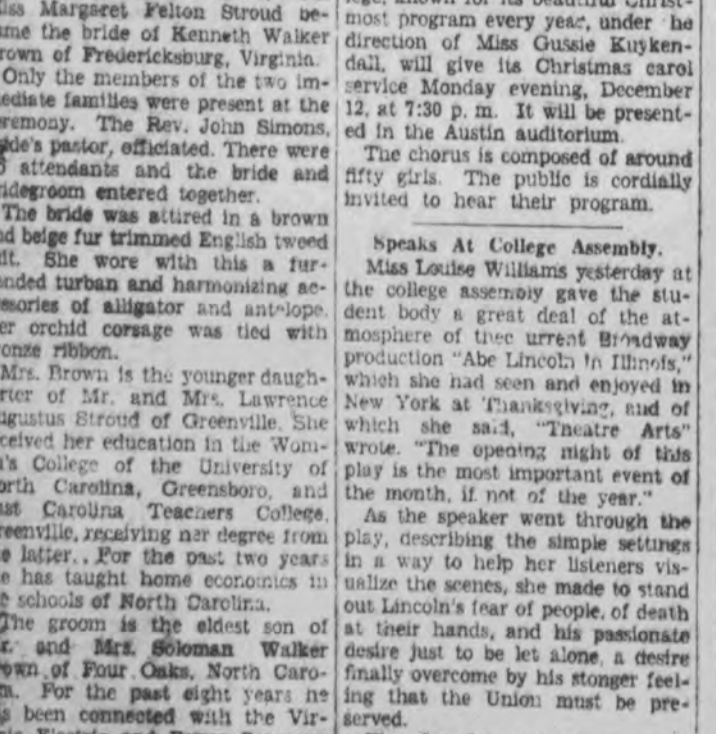 iss Margaret Felton Stroud be-
me the bride of Kenneth Walker
rown of Fredericksburg, Virginia.
Only the members of the two im-
ediate families were present at the
remony. The Rev. John Simons,
ide's pastor, officiated. There were
attendants and the bride and
idegroom entered together.
The bride was attired in a brown
nd beige fur trimmed English tweed
it. She wore with this a fur-
nded turban and harmonizing ac-
ssories of alligator and antelope.
er orchid corsage was tied with
onze ribbon.
Mrs. Brown is the younger daugh-
rter of Mr. and Mrs. Lawrence
ugustus Stroud of Greenville. She
ceived her education in the Wom-
n's College of the University of
orth Carolina, Greensboro, and
ast Carolina Teachers College,
reenville, receiving ner degree from
e latter.. For the past two years
e has taught home economics in
e schools of North Carolina.
The groom is the eldest son of
r. and Mrs. Soloman Walker
rown of Four Oaks, North Caro-
na. For the past eight years he
s been connected with the Vir-
most program every year, under he
direction of Miss Gussie Kuyken-
dall, will give its Christmas carol
service Monday evening, December
12, at 7:30 p. m. It will be present-
ed in the Austin auditorium.
The chorus is composed of around
fifty girls. The public is cordially
invited to hear their program.
Speaks At College Assembly.
Miss Louise Williams yesterday at
the college assembly gave the stu-
dent body a great deal of the at-
mosphere of thec urrent Broadway
production "Abe Lincoln in Illinois,"
which she had seen and enjoyed in
New York at Thanksgiving, and of
which she said, "Theatre Arts"
wrote. "The opening night of this
play is the most important event of
the month, if not of the year."
As the speaker went through the
play, describing the simple settings
in a way to help her listeners vis-
ualize the scenes, she made to stand
out Lincoln's fear of people, of death
at their hands, and his passionate
desire just to be let alone, a desire
finally overcome by his stonger feel-
ing that the Union must be pre-
served.